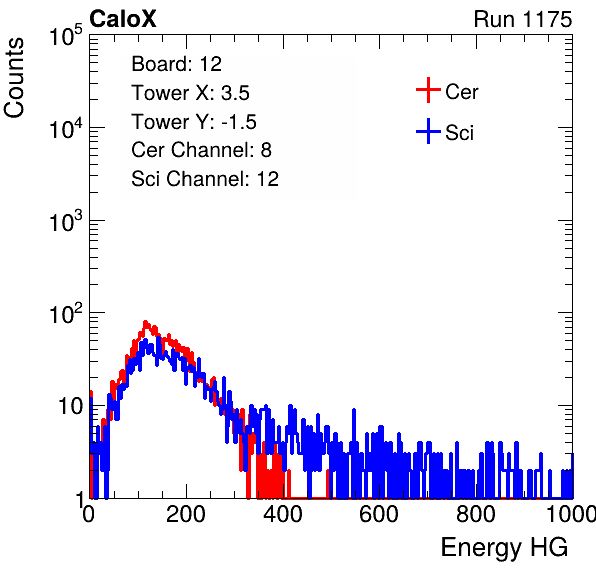 CaloX Run 1175
Counts
10^5
10^4
10^3
10^2
10
1
Board: 12
Tower X: 3.5
Tower Y: -1.5
Cer Channel: 8
Sci Channel: 12
Cer
Sci
0 200 400 600 800 1000
Energy HG